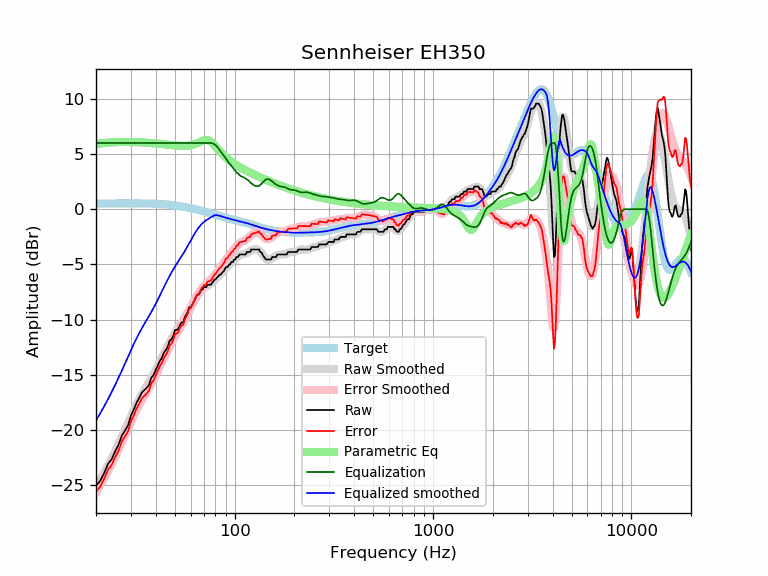 Sennheiser EH350
10
5
0
−5
−10
−15
−20
−25
Amplitude (dBr)
Target
Raw Smoothed
Error Smoothed
Raw
Error
Parametric Eq
Equalization
Equalized smoothed
100
1000
10000
Frequency (Hz)